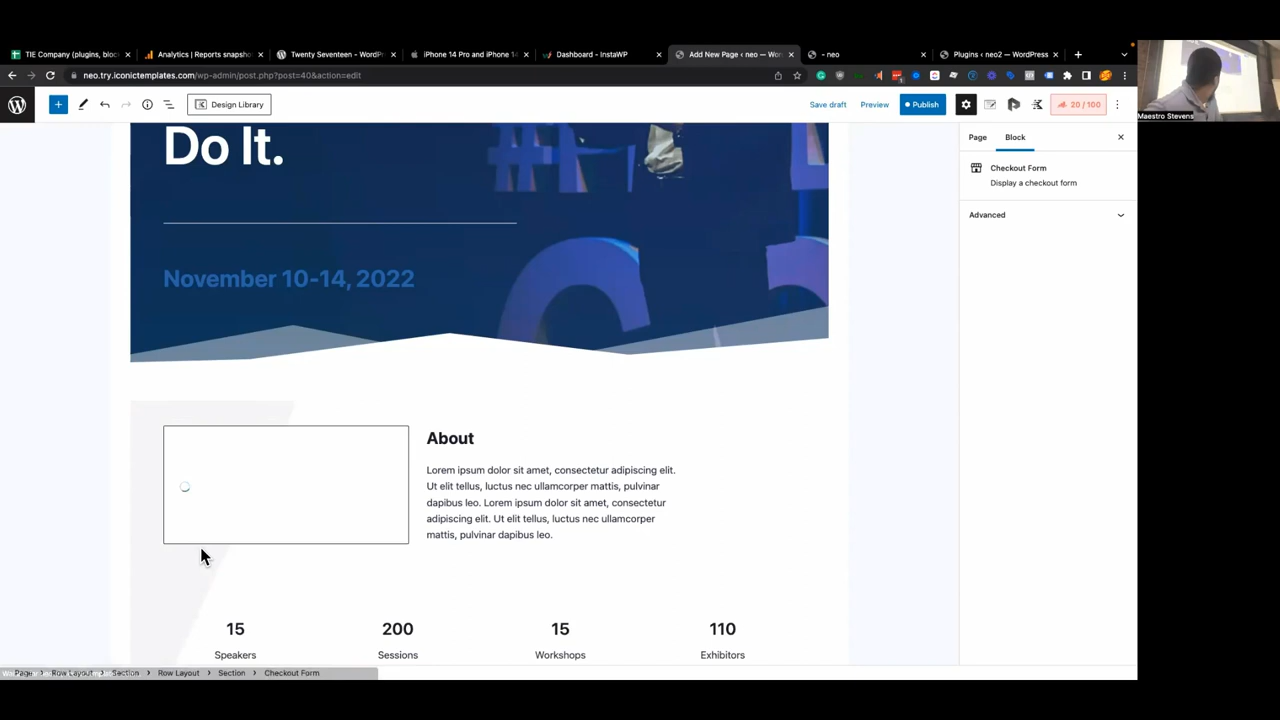 TIE Company (plugins, bloc
Analytics | Reports snapsho
Twenty Seventeen - WordPr
iPhone 14 Pro and iPhone 14
Dashboard - InstaWP
Add New Page ‹ neo — Wor
- neo
Plugins ‹ neo2 — WordPress
neo.try.iconictemplates.com/wp-admin/post.php?post=40&action=edit
Design Library
Save draft
Preview
Publish
20 / 100
Maestro Stevens
Page
Block
Checkout Form
Display a checkout form
Advanced
Do It.
November 10-14, 2022
About
Lorem ipsum dolor sit amet, consectetur adipiscing elit.
Ut elit tellus, luctus nec ullamcorper mattis, pulvinar
dapibus leo. Lorem ipsum dolor sit amet, consectetur
adipiscing elit. Ut elit tellus, luctus nec ullamcorper
mattis, pulvinar dapibus leo.
15
200
15
110
Speakers
Sessions
Workshops
Exhibitors
Page
Row Layout
Section
Row Layout
Section
Checkout Form